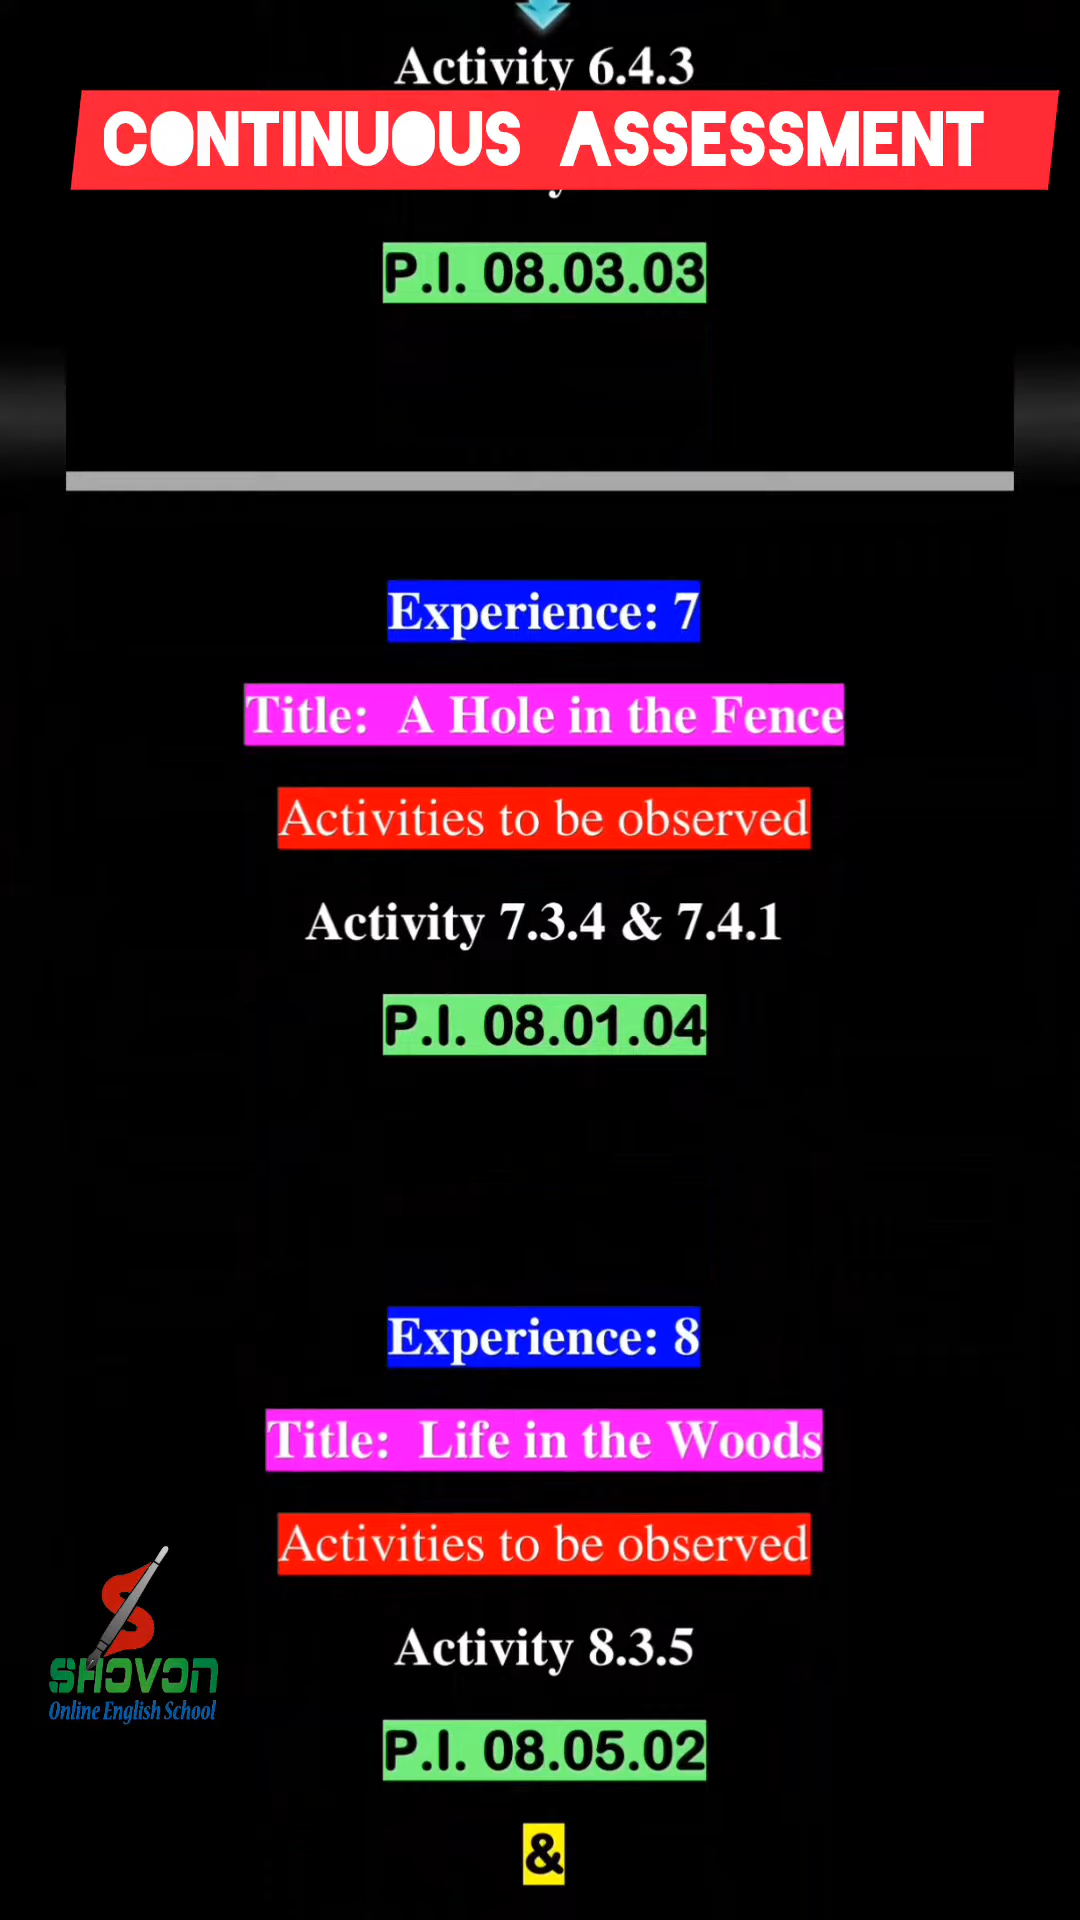 Activity 6.4.3
CONTINUOUS ASSESSMENT
P.I. 08.03.03
Experience: 7
Title: A Hole in the Fence
Activities to be observed
Activity 7.3.4 & 7.4.1
P.I. 08.01.04
Experience: 8
Title: Life in the Woods
Activities to be observed
Activity 8.3.5
SHOVON
Online English School
P.I. 08.05.02
&